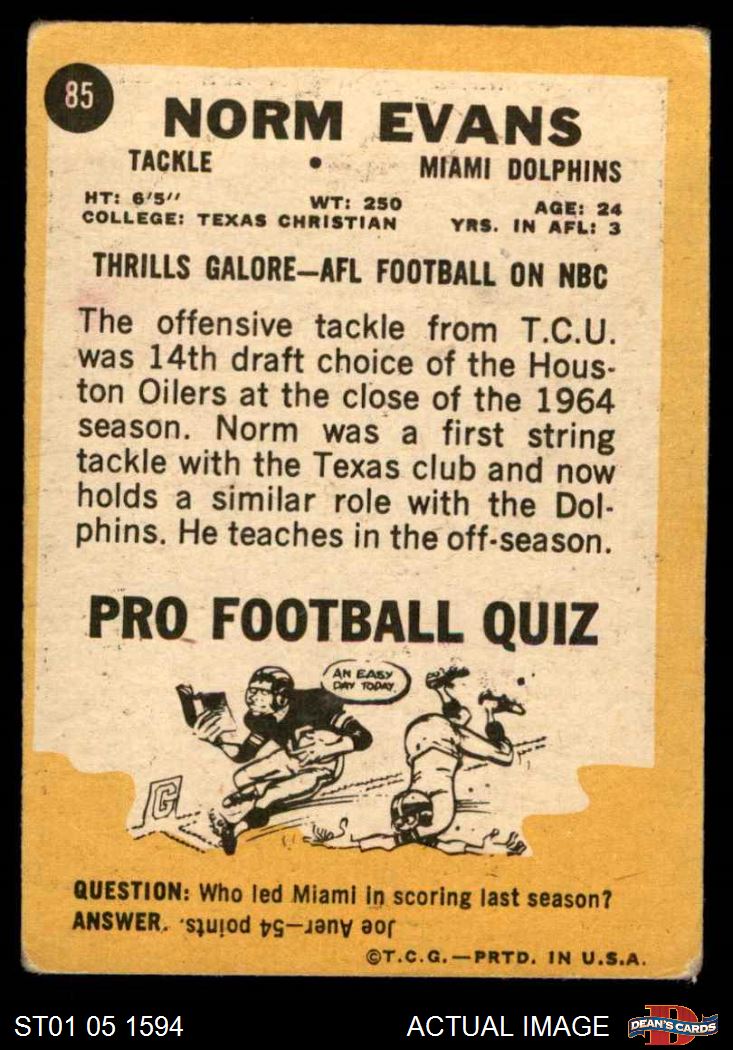 85
NORM EVANS
TACKLE • MIAMI DOLPHINS
HT: 6'5" WT: 250 AGE: 24
COLLEGE: TEXAS CHRISTIAN YRS. IN AFL: 3
THRILLS GALORE—AFL FOOTBALL ON NBC
The offensive tackle from T.C.U.
was 14th draft choice of the Hous-
ton Oilers at the close of the 1964
season. Norm was a first string
tackle with the Texas club and now
holds a similar role with the Dol-
phins. He teaches in the off-season.
PRO FOOTBALL QUIZ
AN EASY
DAY TODAY.
G
QUESTION: Who led Miami in scoring last season?
ANSWER. Joe Auer—54 points.
©T.C.G.—PRTD. IN U.S.A.
ST01 05 1594 ACTUAL IMAGE D DEAN'S CARDS